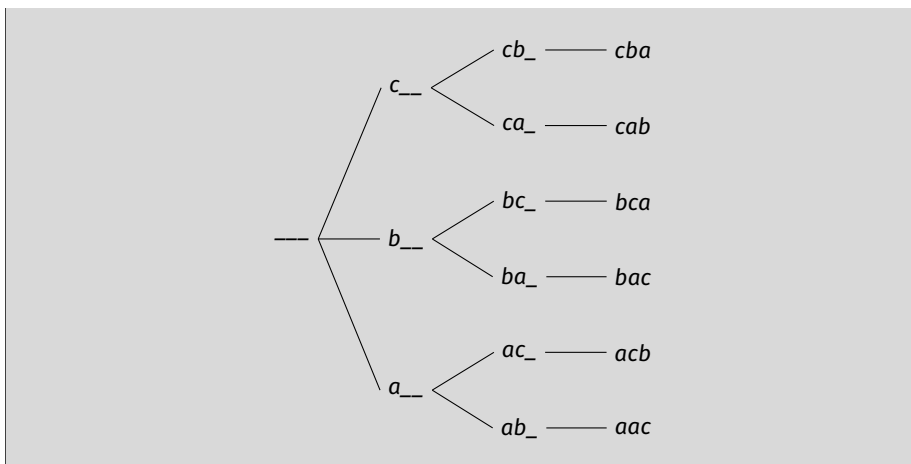 cb_ cba
c__
ca_ cab
bc_ bca
___ b__
ba_ bac
ac_ acb
a__
ab_ aac